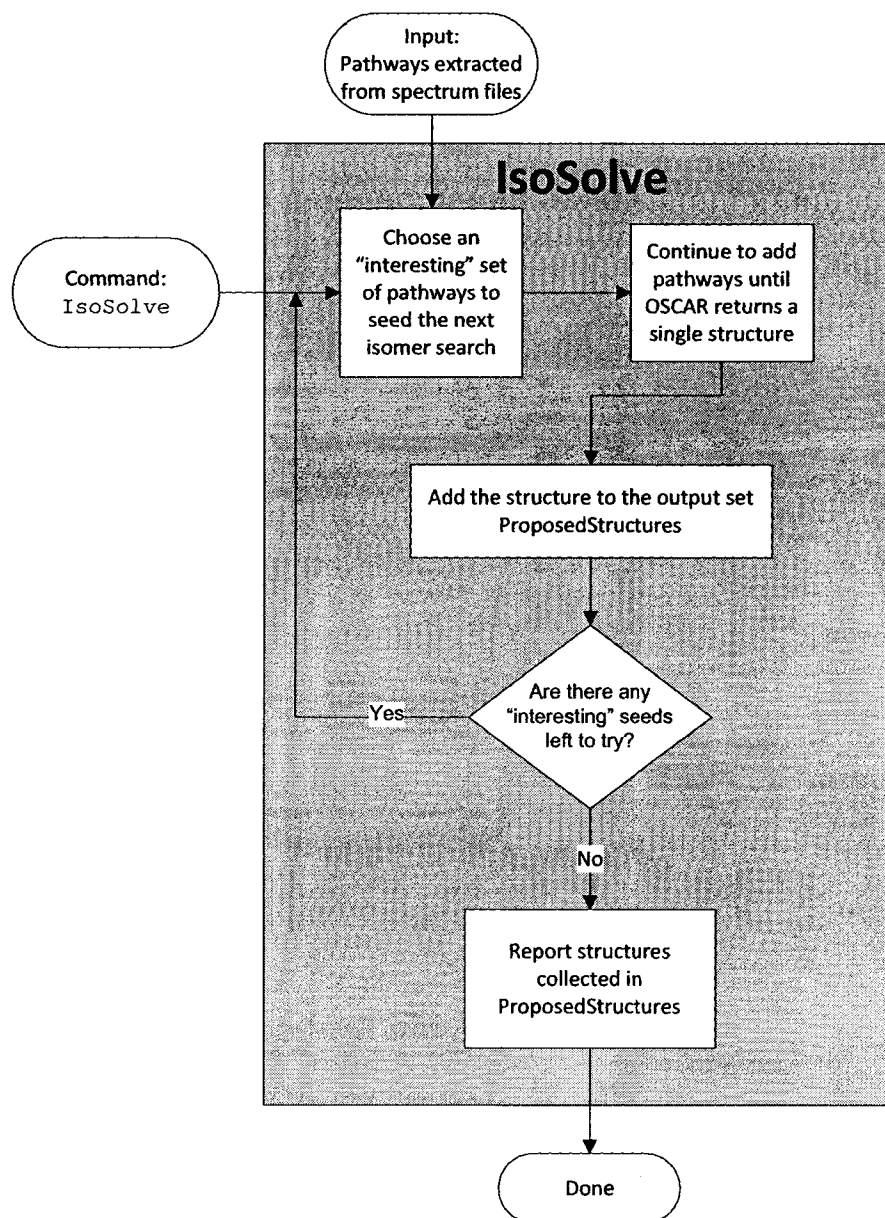 Input:
Pathways extracted
from spectrum files
IsoSolve
Command:
IsoSolve
Choose an
“interesting” set
of pathways to
seed the next
isomer search
Continue to add
pathways until
OSCAR returns a
single structure
Add the structure to the output set
ProposedStructures
Are there any
“interesting” seeds
left to try?
Yes
No
Report structures
collected in
ProposedStructures
Done